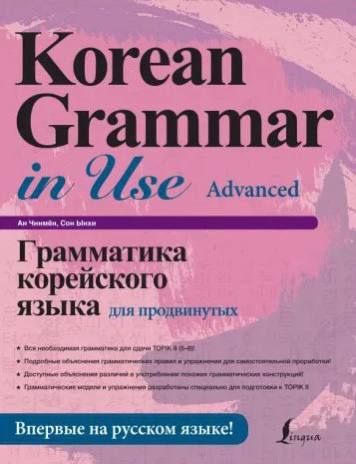 Korean
Grammar
in Use Advanced
Ан Чинмён, Сон Ынхи
Грамматика
корейского
языка для продвинутых
★ Вся необходимая грамматика для сдачи TOPIK II (5–6)!
★ Подробные объяснения грамматических правил и упражнения для самостоятельной проработки!
★ Доступные объяснения различий в употреблении похожих грамматических конструкций!
★ Грамматические модели и упражнения разработаны специально для подготовки к TOPIK II
Впервые на русском языке!
Lingua